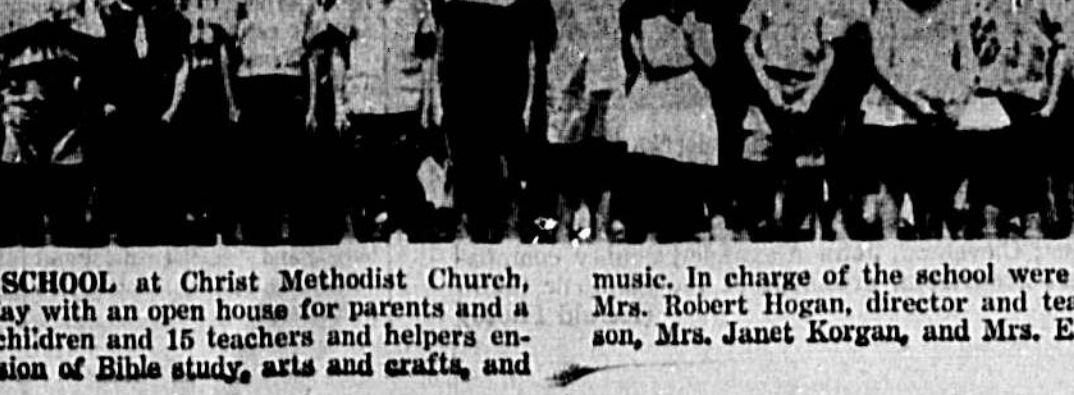 SCHOOL at Christ Methodist Church,
ay with an open house for parents and a
children and 15 teachers and helpers en-
sion of Bible study, arts and crafts, and
music. In charge of the school were
Mrs. Robert Hogan, director and tea
son, Mrs. Janet Korgan, and Mrs. E